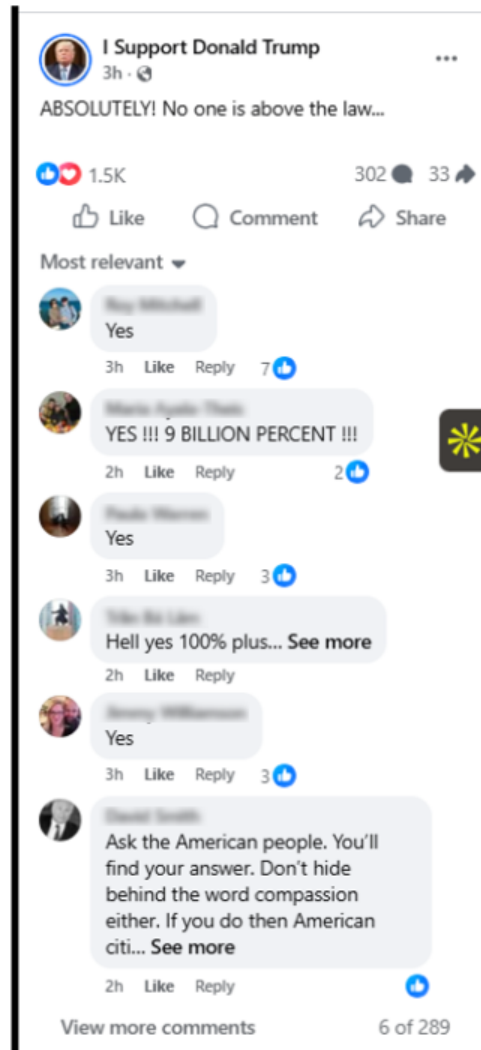 I Support Donald Trump
3h ·
ABSOLUTELY! No one is above the law...
1.5K 302 33
Like Comment Share
Most relevant
Yes
3h Like Reply 7
YES !!! 9 BILLION PERCENT !!!
2h Like Reply 2
Yes
3h Like Reply 3
Hell yes 100% plus... See more
2h Like Reply
Yes
3h Like Reply 3
Ask the American people. You'll
find your answer. Don't hide
behind the word compassion
either. If you do then American
citi... See more
2h Like Reply
View more comments 6 of 289